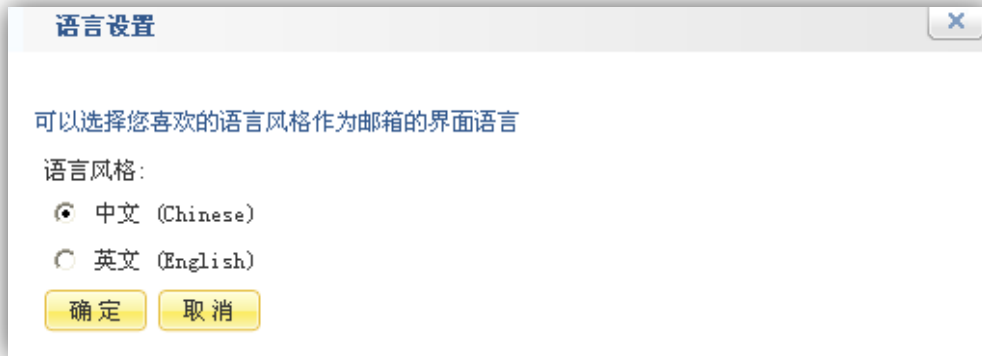 语言设置
可以选择您喜欢的语言风格作为邮箱的界面语言
语言风格:
中文 (Chinese)
英文 (English)
确定 取消